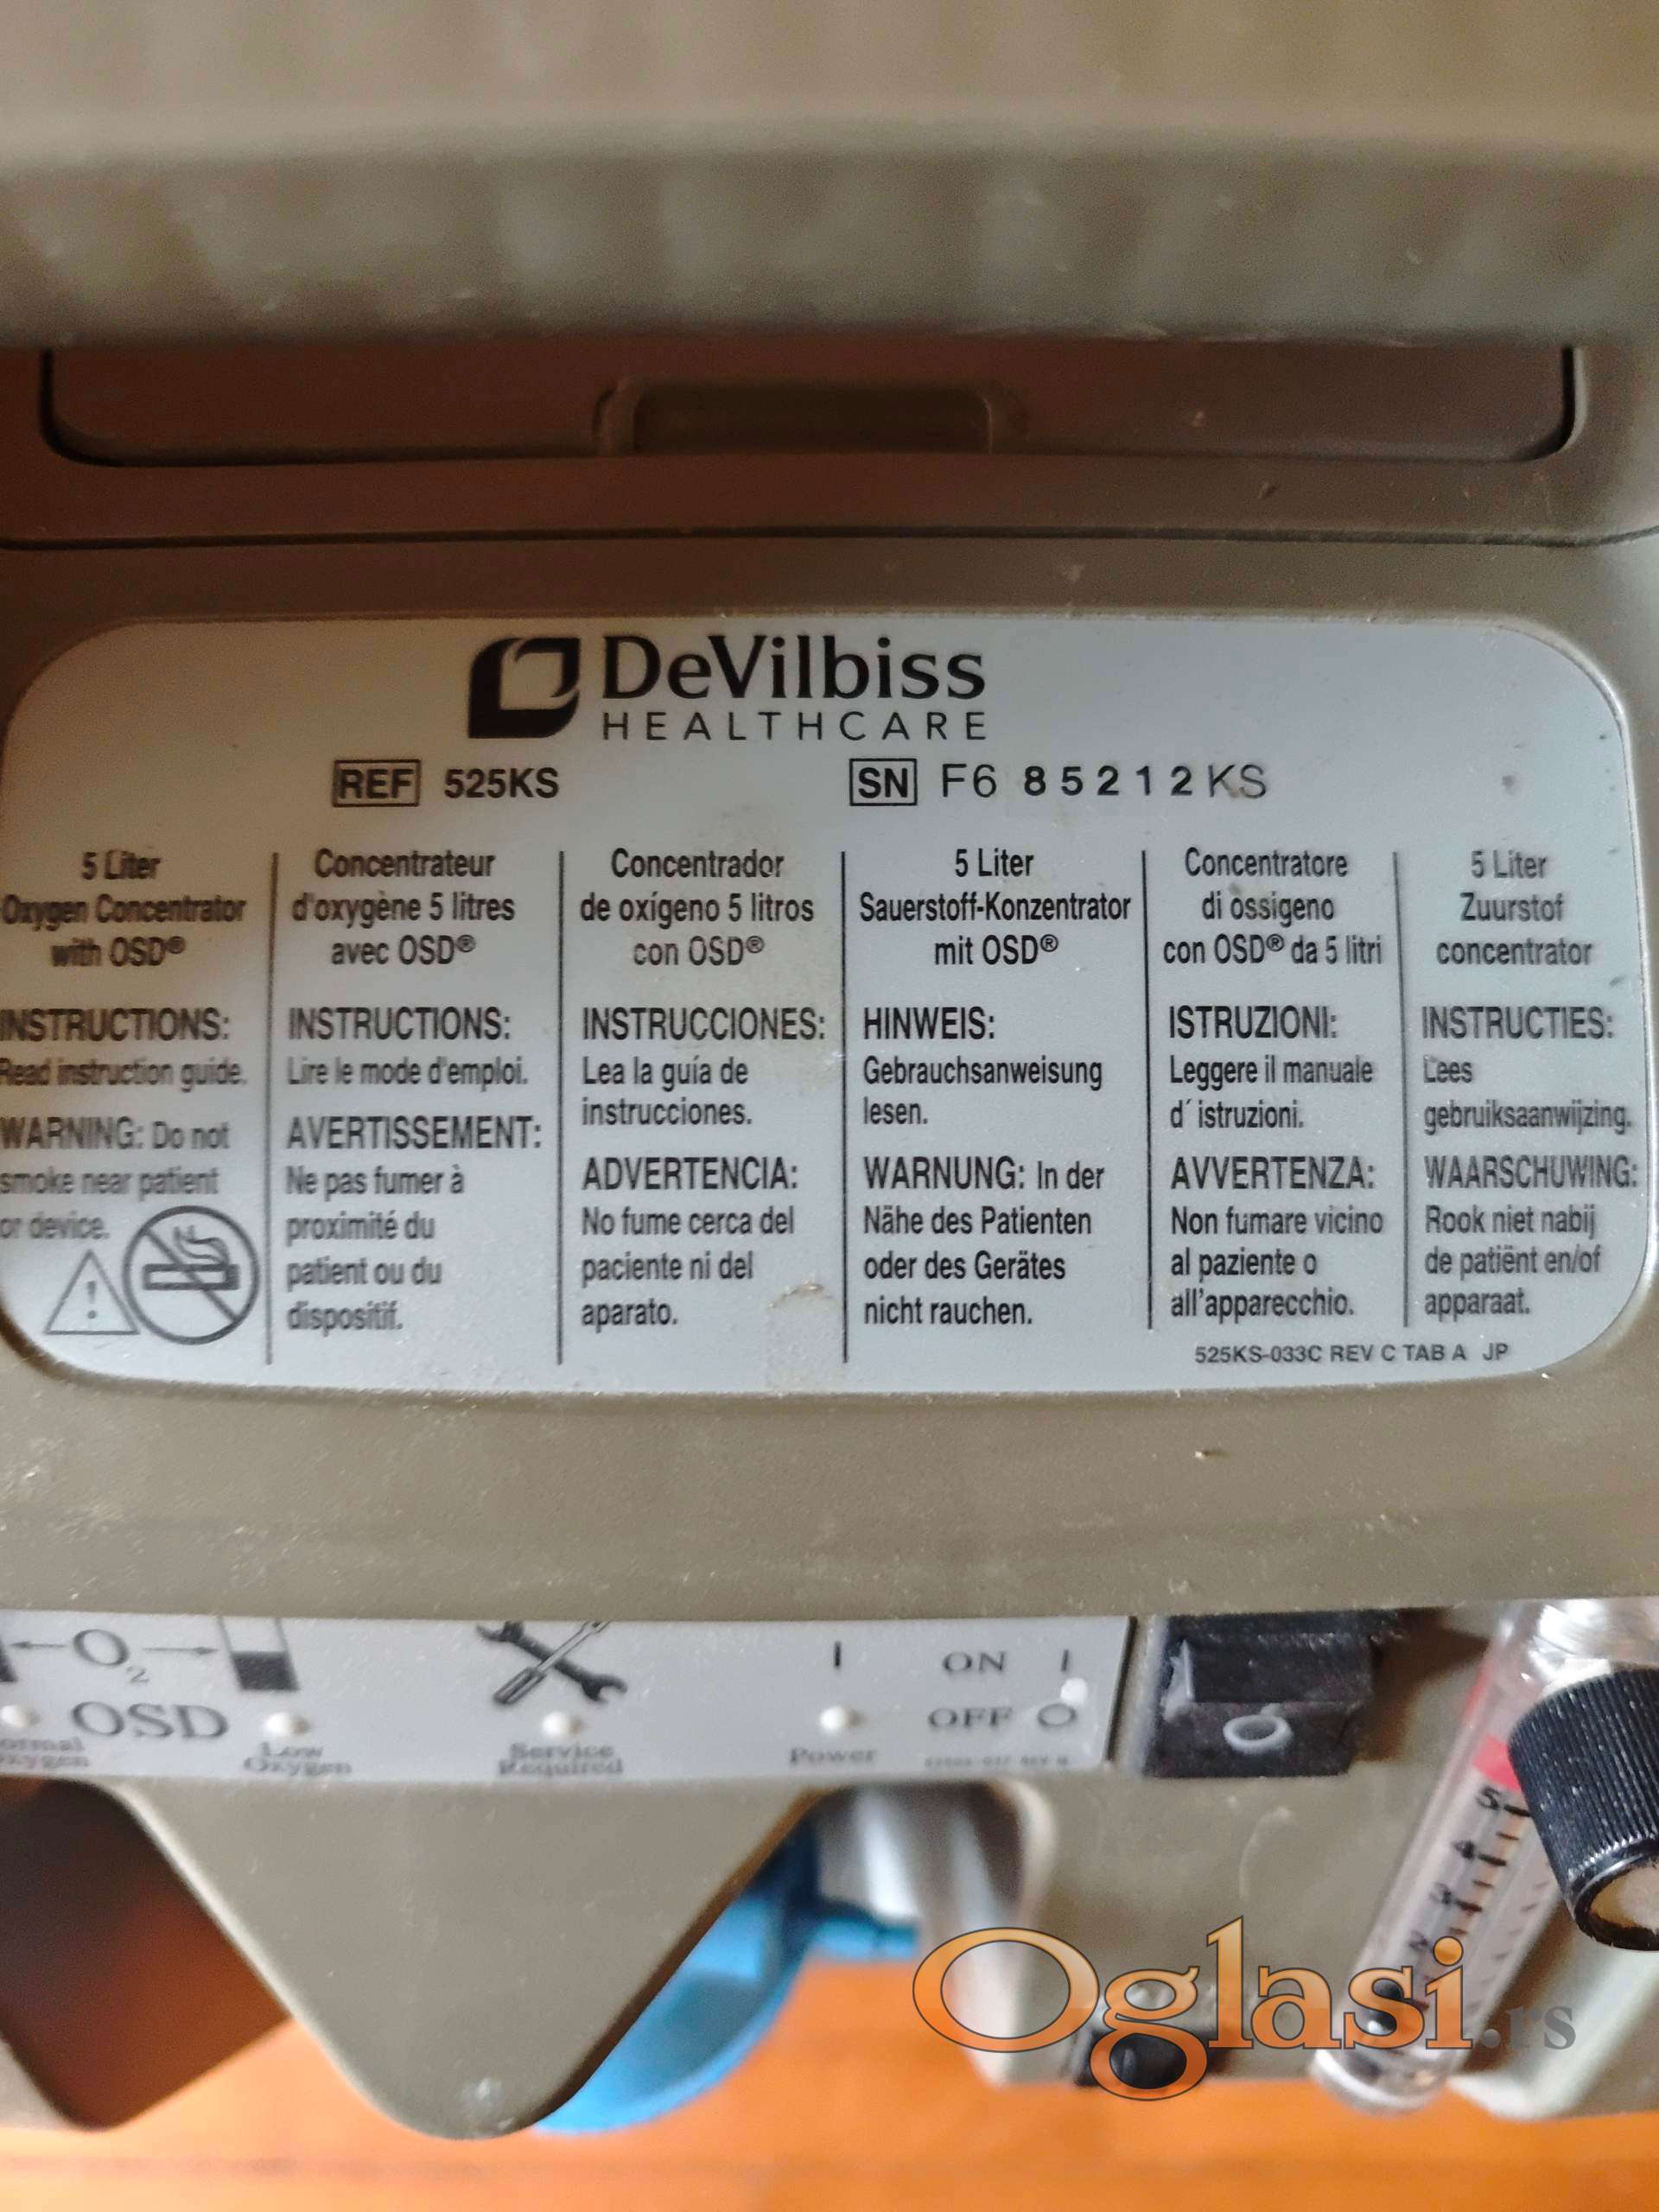 DeVilbiss
HEALTHCARE
REF 525KS
SN F6 85212KS
5 Liter
Oxygen Concentrator
with OSD®
INSTRUCTIONS:
Read instruction guide.
WARNING: Do not
smoke near patient
or device.
Concentrateur
d'oxygène 5 litres
avec OSD®
INSTRUCTIONS:
Lire le mode d'emploi.
AVERTISSEMENT:
Ne pas fumer à
proximité du
patient ou du
dispositif.
Concentrador
de oxígeno 5 litros
con OSD®
INSTRUCCIONES:
Lea la guía de
instrucciones.
ADVERTENCIA:
No fume cerca del
paciente ni del
aparato.
5 Liter
Sauerstoff-Konzentrator
mit OSD®
HINWEIS:
Gebrauchsanweisung
lesen.
WARNUNG: In der
Nähe des Patienten
oder des Gerätes
nicht rauchen.
Concentratore
di ossigeno
con OSD® da 5 litri
ISTRUZIONI:
Leggere il manuale
d´ istruzioni.
AVVERTENZA:
Non fumare vicino
al paziente o
all'apparecchio.
5 Liter
Zuurstof
concentrator
INSTRUCTIES:
Lees
gebruiksaanwijzing.
WAARSCHUWING:
Rook niet nabij
de patiënt en/of
apparaat.
525KS-033C REV C TAB A JP
O2
OSD
Low
Oxygen
Service
Required
I
Power
ON I
OFF O
5
4
3
2
Oglasi.rs